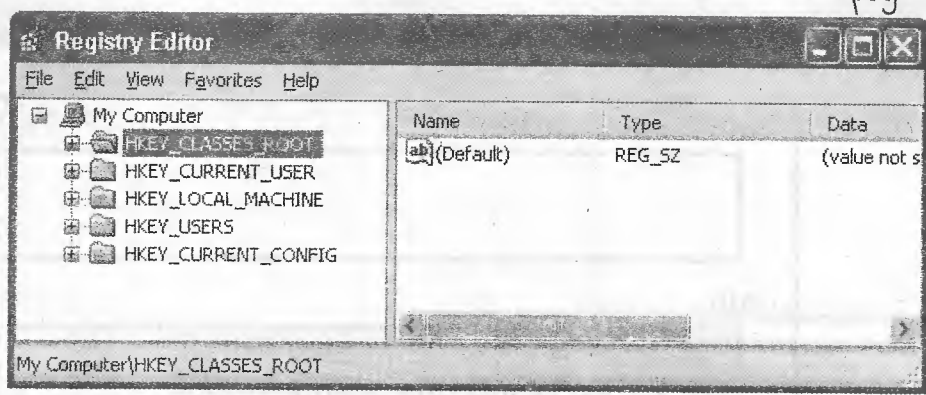 Registry Editor
File Edit View Favorites Help
My Computer
HKEY_CLASSES_ROOT
HKEY_CURRENT_USER
HKEY_LOCAL_MACHINE
HKEY_USERS
HKEY_CURRENT_CONFIG
Name Type Data
ab (Default) REG_SZ (value not s
My Computer\HKEY_CLASSES_ROOT